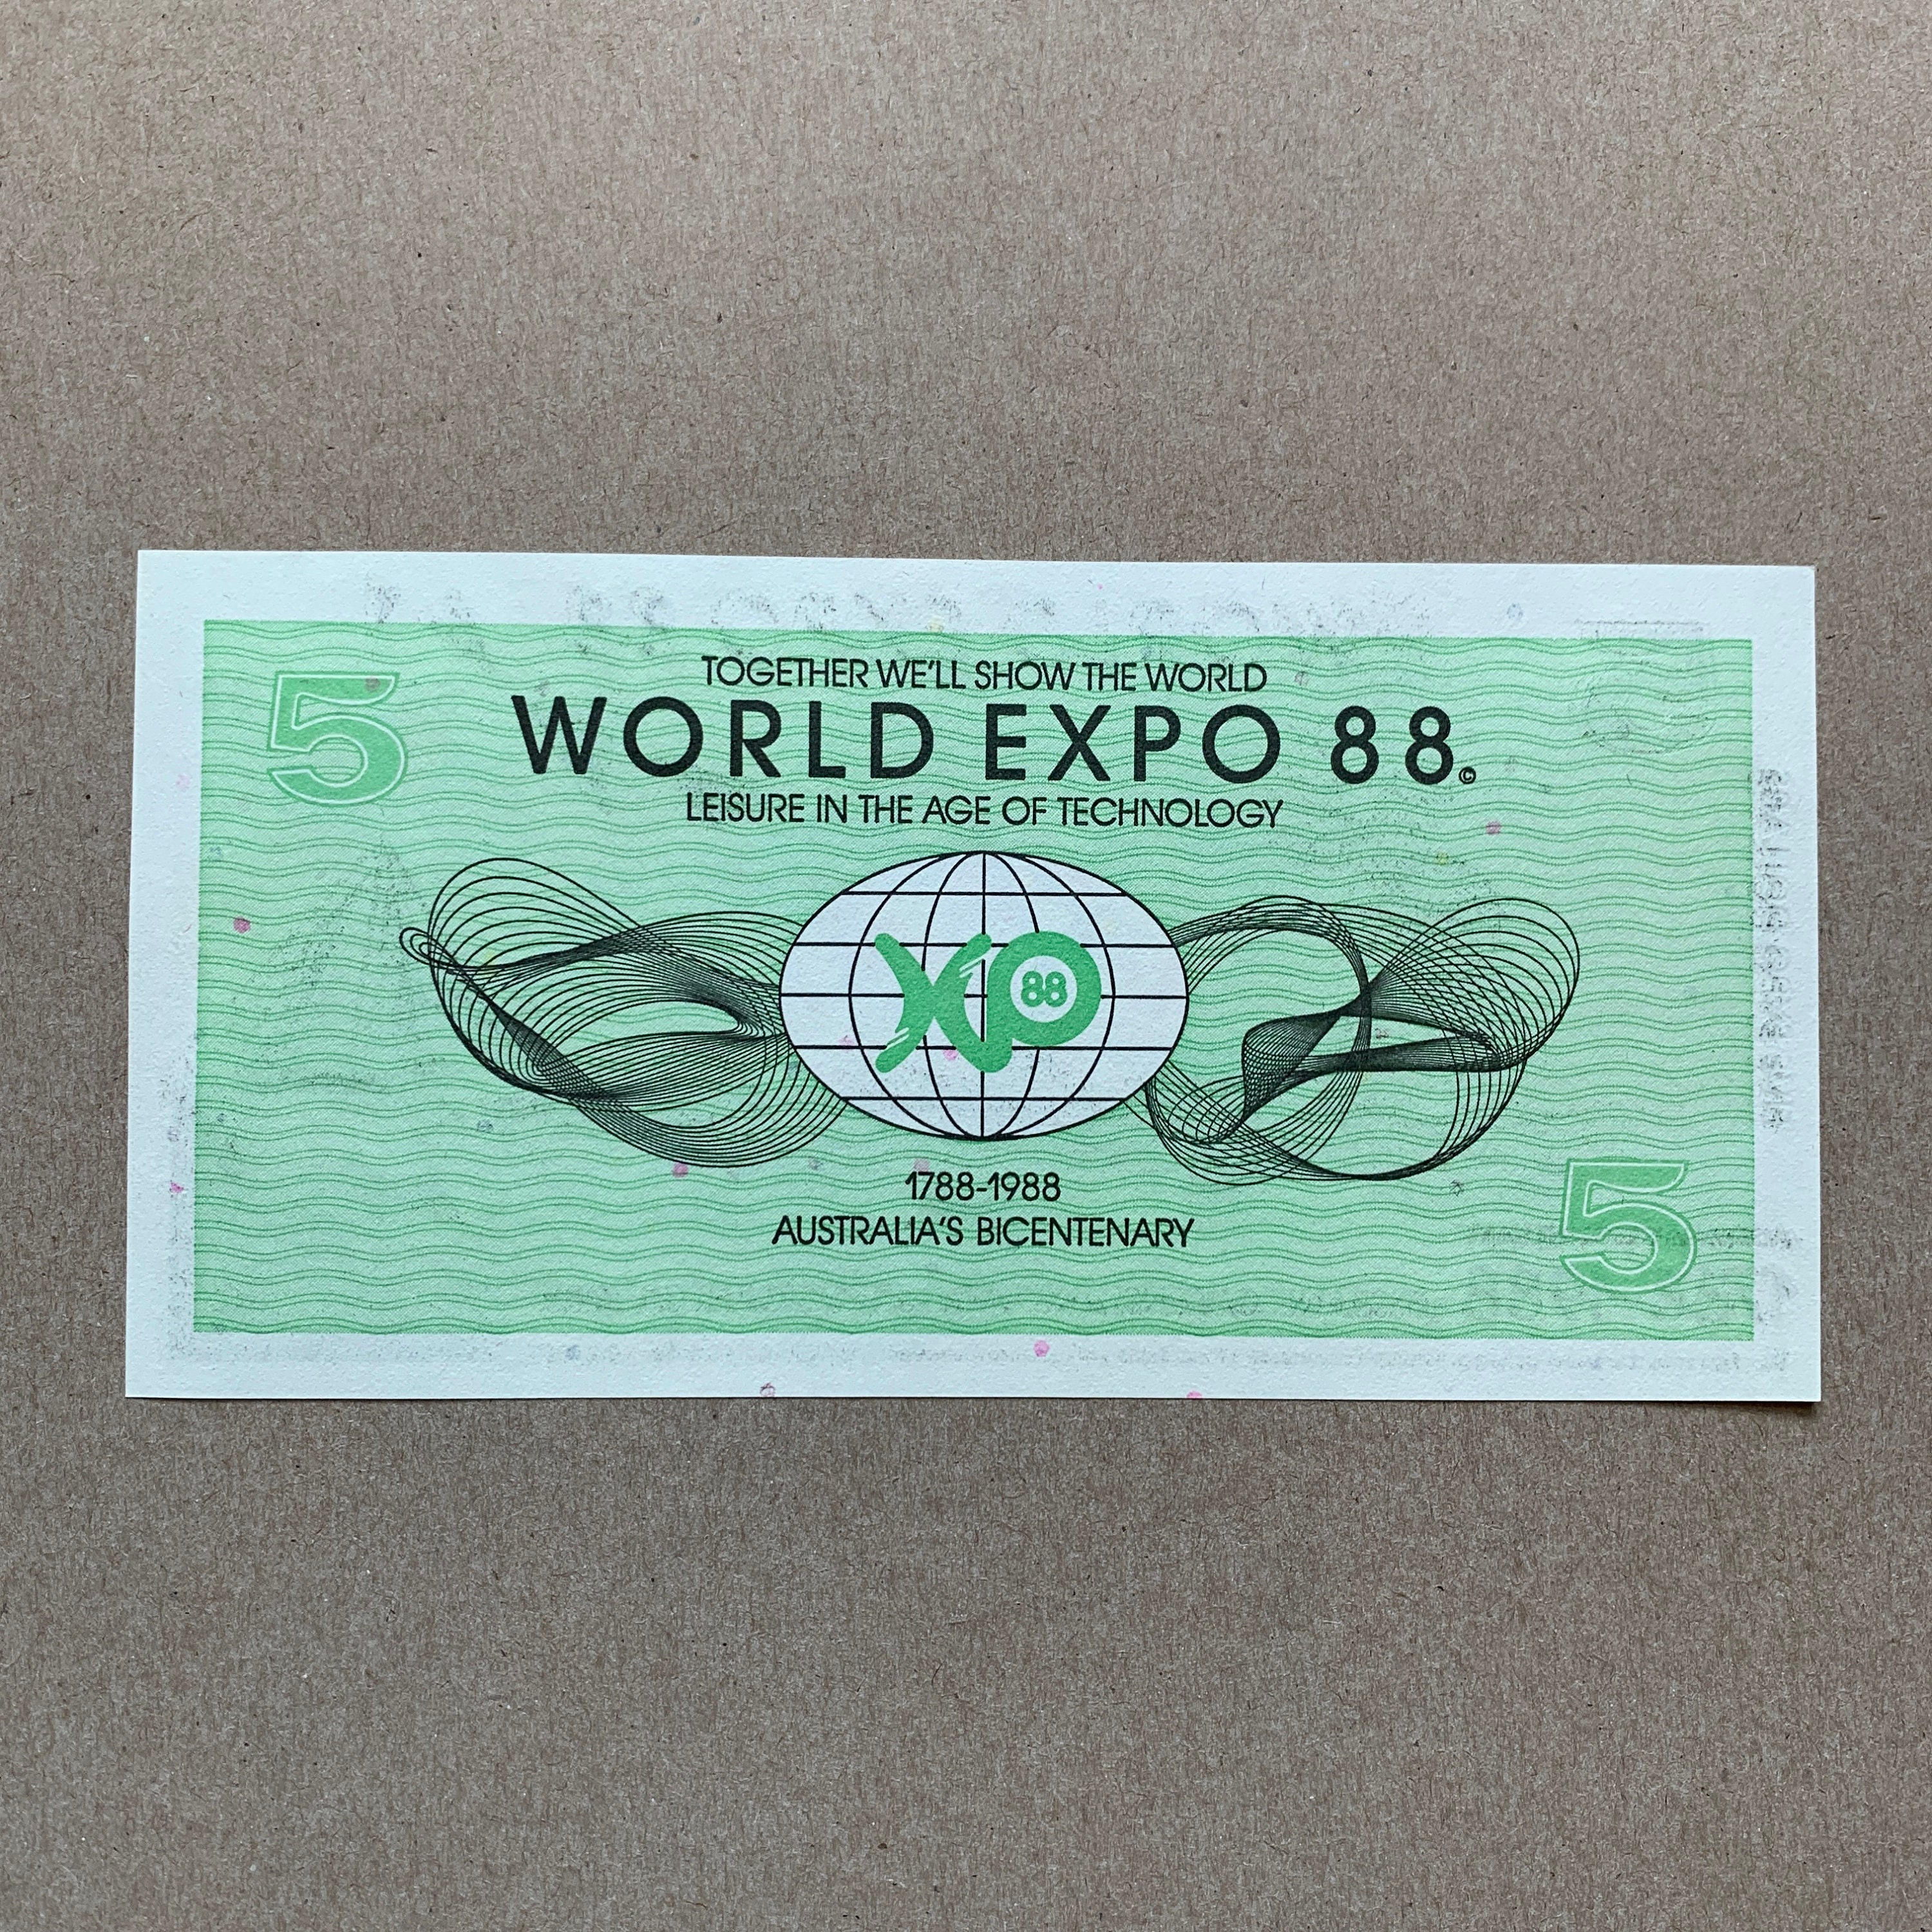 5
TOGETHER WE'LL SHOW THE WORLD
WORLD EXPO 88©
LEISURE IN THE AGE OF TECHNOLOGY
XP 88
1788-1988
AUSTRALIA'S BICENTENARY
5